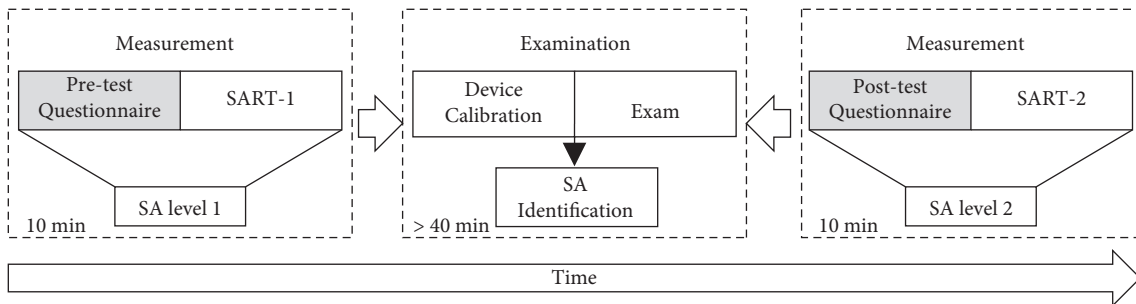 Measurement
Pre-test
Questionnaire
SART-1
SA level 1
10 min
Examination
Device
Calibration
Exam
SA
Identification
> 40 min
Measurement
Post-test
Questionnaire
SART-2
SA level 2
10 min
Time